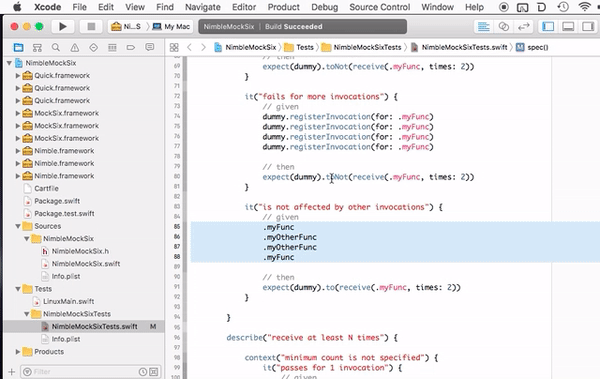 Xcode File Edit View Find Navigate Editor Product Debug Source Control Window
Ni...S My Mac NimbleMockSix Build Succeeded
NimbleMockSix Tests NimbleMockSixTests NimbleMockSixTests.swift spec()
NimbleMockSix
Quick.framework
Quick.framework
Quick.framework
MockSix.framework
MockSix.framework
Nimble.framework
MockSix.framework
Nimble.framework
Nimble.framework
Cartfile
Package.swift
Package.test.swift
Sources
NimbleMockSix
NimbleMockSix.h
NimbleMockSix.swift
Info.plist
Tests
LinuxMain.swift
NimbleMockSixTests
NimbleMockSixTests.swift M
Info.plist
Products
Filter
// then
69 expect(dummy).toNot(receive(.myFunc, times: 2))
70 }
71
72 it("fails for more invocations") {
73 // given
74 dummy.registerInvocation(for: .myFunc)
75 dummy.registerInvocation(for: .myFunc)
76 dummy.registerInvocation(for: .myFunc)
77 dummy.registerInvocation(for: .myFunc)
78
79 // then
80 expect(dummy).toNot(receive(.myFunc, times: 2))
81 }
82
83 it("is not affected by other invocations") {
84 // given
85 .myFunc
86 .myOtherFunc
87 .myOtherFunc
88 .myFunc
89
90 // then
91 expect(dummy).to(receive(.myFunc, times: 2))
92 }
93
94 }
95
96 describe("receive at least N times") {
97
98 context("minimum count is not specified") {
99 it("passes for 1 invocation") {
100 // given